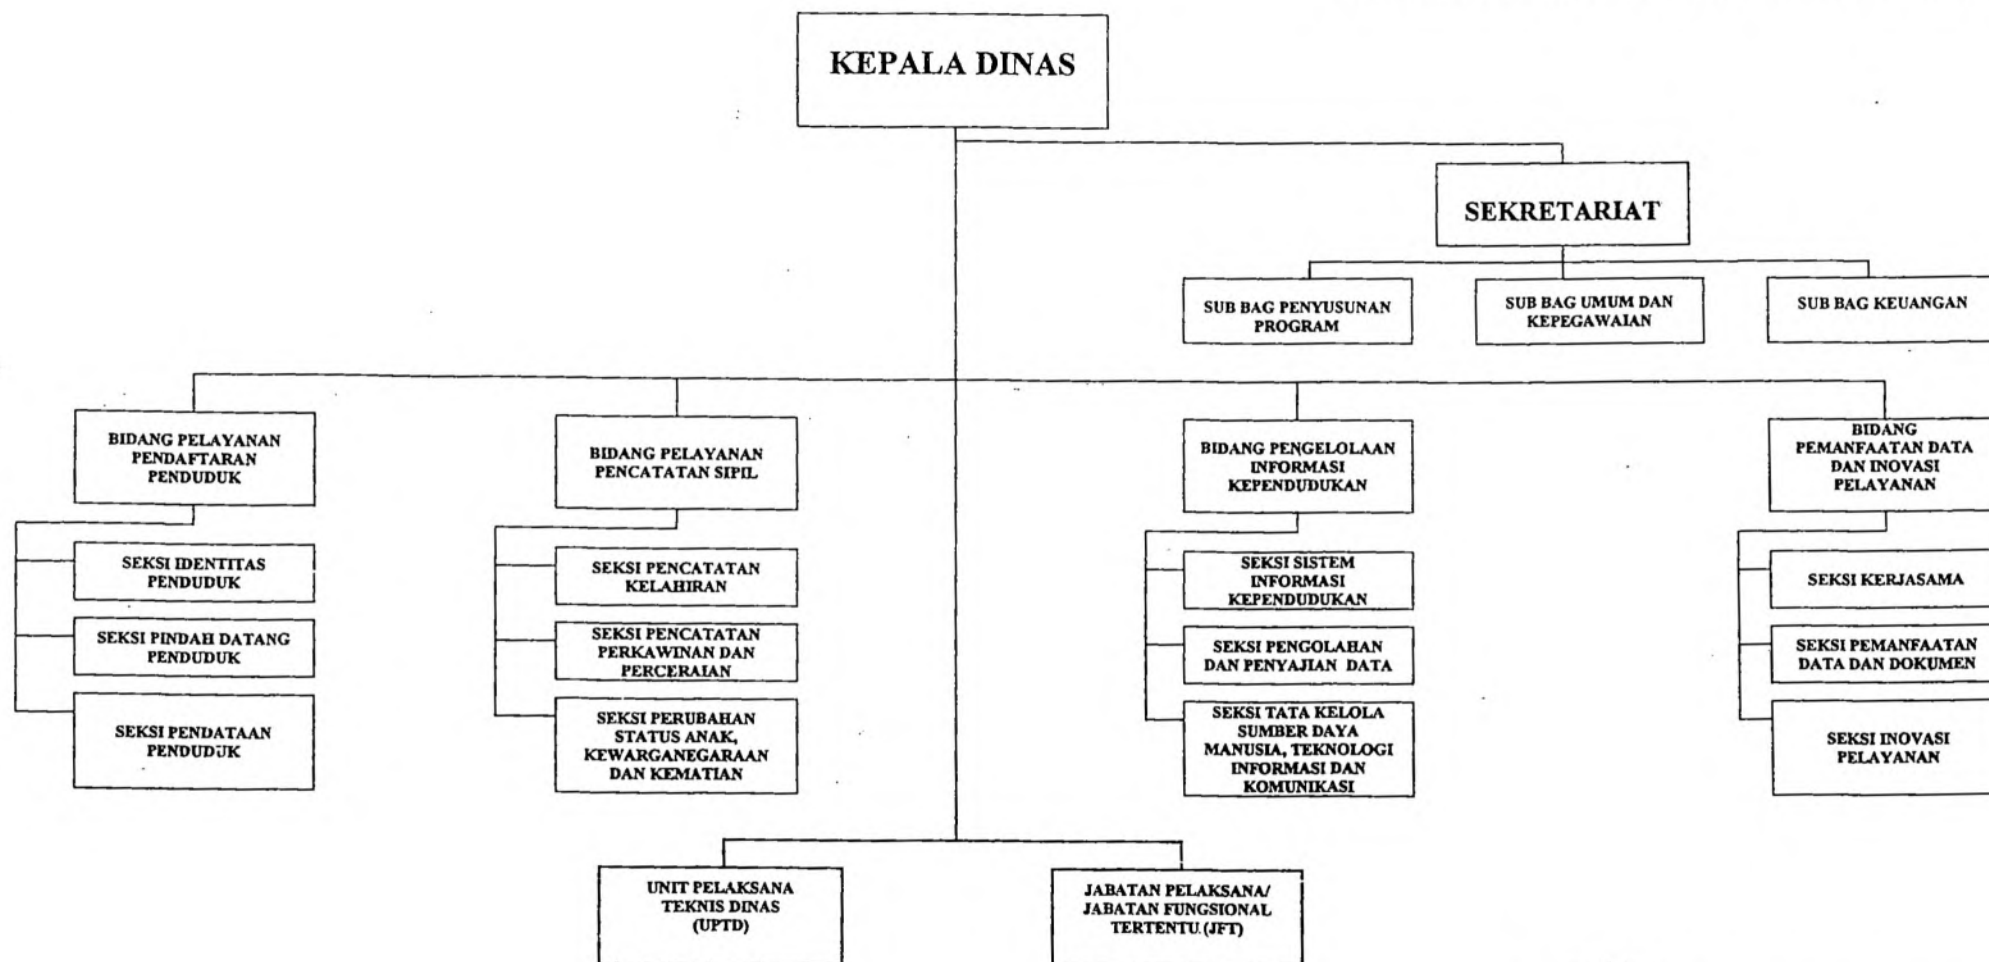 KEPALA DINAS
SEKRETARIAT
SUB BAG PENYUSUNAN
PROGRAM
SUB BAG UMUM DAN
KEPEGAWAIAN
SUB BAG KEUANGAN
BIDANG PELAYANAN
PENDAFTARAN
PENDUDUK
BIDANG PELAYANAN
PENCATATAN SIPIL
BIDANG PENGELOLAAN
INFORMASI
KEPENDUDUKAN
BIDANG
PEMANFAATAN DATA
DAN INOVASI
PELAYANAN
SEKSI IDENTITAS
PENDUDUK
SEKSI PINDAH DATANG
PENDUDUK
SEKSI PENDATAAN
PENDUDUK
SEKSI PENCATATAN
KELAHIRAN
SEKSI PENCATATAN
PERKAWINAN DAN
PERCERAIAN
SEKSI PERUBAHAN
STATUS ANAK,
KEWARGANEGARAAN
DAN KEMATIAN
SEKSI SISTEM
INFORMASI
KEPENDUDUKAN
SEKSI PENGOLAHAN
DAN PENYAJIAN DATA
SEKSI TATA KELOLA
SUMBER DAYA
MANUSIA, TEKNOLOGI
INFORMASI DAN
KOMUNIKASI
SEKSI KERJASAMA
SEKSI PEMANFAATAN
DATA DAN DOKUMEN
SEKSI INOVASI
PELAYANAN
UNIT PELAKSANA
TEKNIS DINAS
(UPTD)
JABATAN PELAKSANA/
JABATAN FUNGSIONAL
TERTENTU.(JFT)